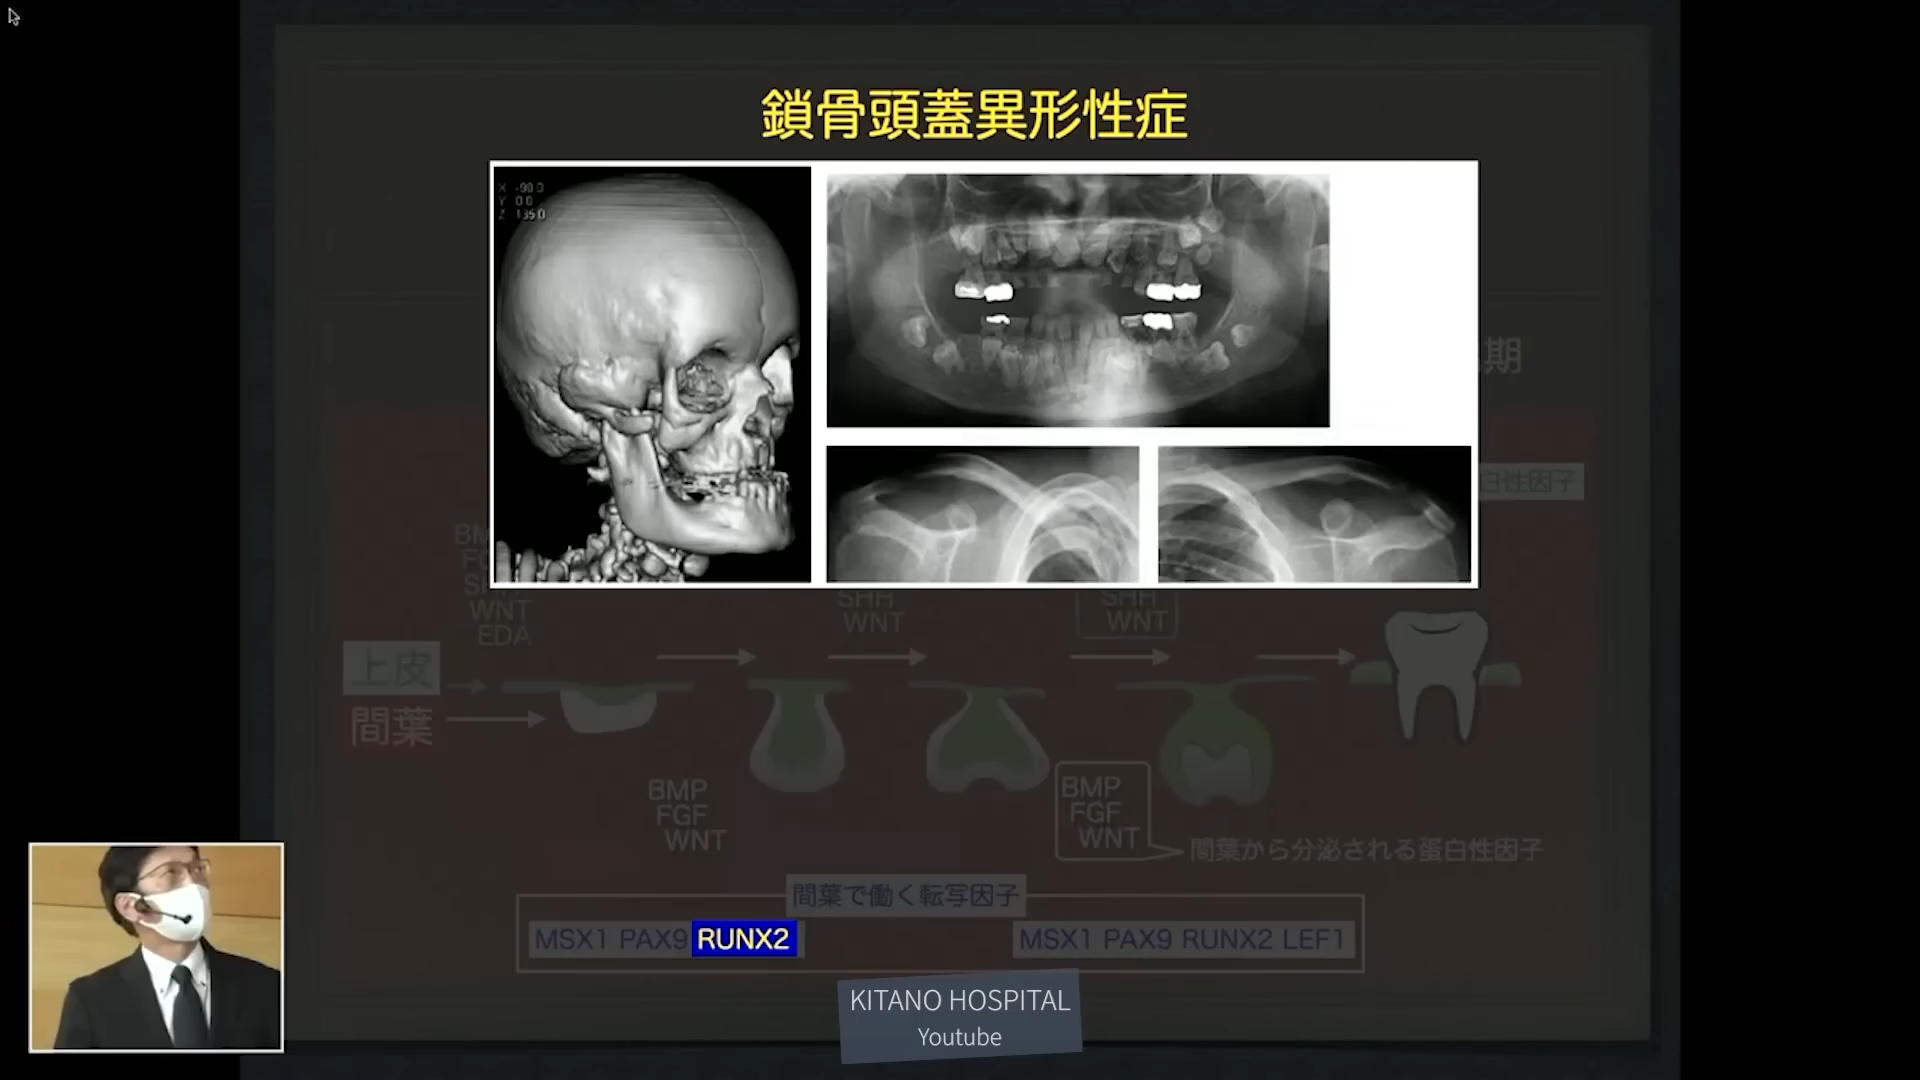 鎖骨頭蓋異形性症
X -90 0
Y 0 0
Z 135 0
期
白性因子
SHH
WNT
EDA
SHH
WNT
SHH
WNT
上皮
間葉
BMP
FGF
WNT
BMP
FGF
WNT
間葉から分泌される蛋白性因子
間葉で働く転写因子
MSX1 PAX9 RUNX2
MSX1 PAX9 RUNX2 LEF1
KITANO HOSPITAL
Youtube